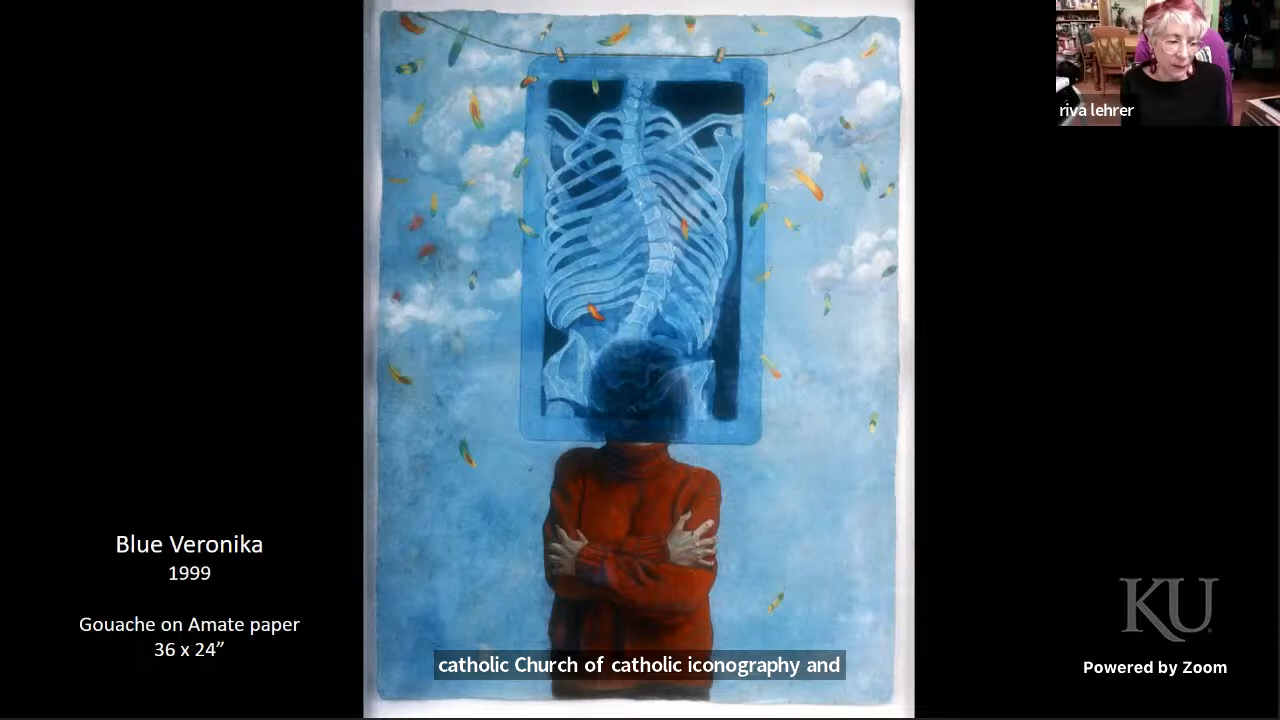 riva lehrer
Blue Veronika
1999
Gouache on Amate paper
36 x 24”
KU
Powered by Zoom
catholic Church of catholic iconography and